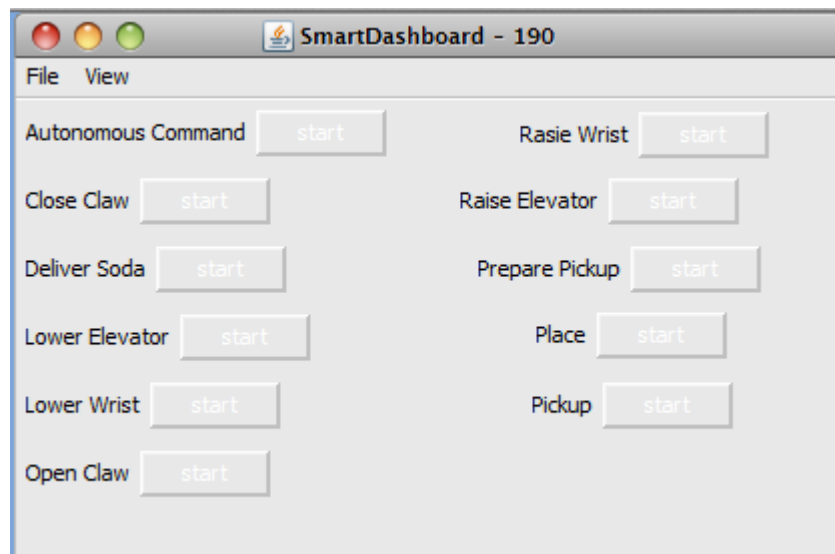 SmartDashboard - 190
File View
Autonomous Command start
Rasie Wrist start
Close Claw start
Raise Elevator start
Deliver Soda start
Prepare Pickup start
Lower Elevator start
Place start
Lower Wrist start
Pickup start
Open Claw start